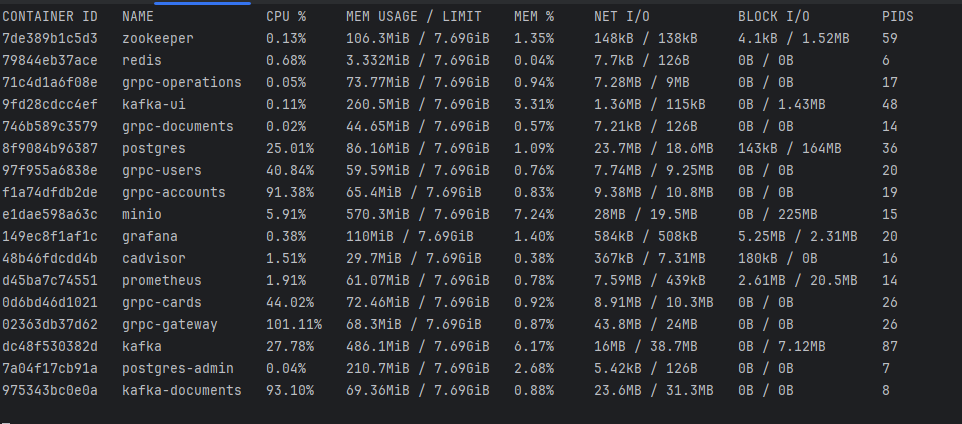 CONTAINER ID NAME CPU % MEM USAGE / LIMIT MEM % NET I/O BLOCK I/O PIDS
7de389b1c5d3 zookeeper 0.13% 106.3MiB / 7.69GiB 1.35% 148kB / 138kB 4.1kB / 1.52MB 59
79844eb37ace redis 0.68% 3.332MiB / 7.69GiB 0.04% 7.7kB / 126B 0B / 0B 6
71c4d1a6f08e grpc-operations 0.05% 73.77MiB / 7.69GiB 0.94% 7.28MB / 9MB 0B / 0B 17
9fd28cdcc4ef kafka-ui 0.11% 260.5MiB / 7.69GiB 3.31% 1.36MB / 115kB 0B / 1.43MB 48
746b589c3579 grpc-documents 0.02% 44.65MiB / 7.69GiB 0.57% 7.21kB / 126B 0B / 0B 14
8f9084b96387 postgres 25.01% 86.16MiB / 7.69GiB 1.09% 23.7MB / 18.6MB 143kB / 164MB 36
97f955a6838e grpc-users 40.84% 59.59MiB / 7.69GiB 0.76% 7.74MB / 9.25MB 0B / 0B 20
f1a74dfdb2de grpc-accounts 91.38% 65.4MiB / 7.69GiB 0.83% 9.38MB / 10.8MB 0B / 0B 19
e1dae598a63c minio 5.91% 570.3MiB / 7.69GiB 7.24% 28MB / 19.5MB 0B / 225MB 15
149ec8f1af1c grafana 0.38% 110MiB / 7.69GiB 1.40% 584kB / 508kB 5.25MB / 2.31MB 20
48b46fdcdd4b cadvisor 1.51% 29.7MiB / 7.69GiB 0.38% 367kB / 7.31MB 180kB / 0B 16
d45ba7c74551 prometheus 1.91% 61.07MiB / 7.69GiB 0.78% 7.59MB / 439kB 2.61MB / 20.5MB 14
0d6bd46d1021 grpc-cards 44.02% 72.46MiB / 7.69GiB 0.92% 8.91MB / 10.3MB 0B / 0B 26
02363db37d62 grpc-gateway 101.11% 68.3MiB / 7.69GiB 0.87% 43.8MB / 24MB 0B / 0B 26
dc48f530382d kafka 27.78% 486.1MiB / 7.69GiB 6.17% 16MB / 38.7MB 0B / 7.12MB 87
7a04f17cb91a postgres-admin 0.04% 210.7MiB / 7.69GiB 2.68% 5.42kB / 126B 0B / 0B 7
975343bc0e0a kafka-documents 93.10% 69.36MiB / 7.69GiB 0.88% 23.6MB / 31.3MB 0B / 0B 8